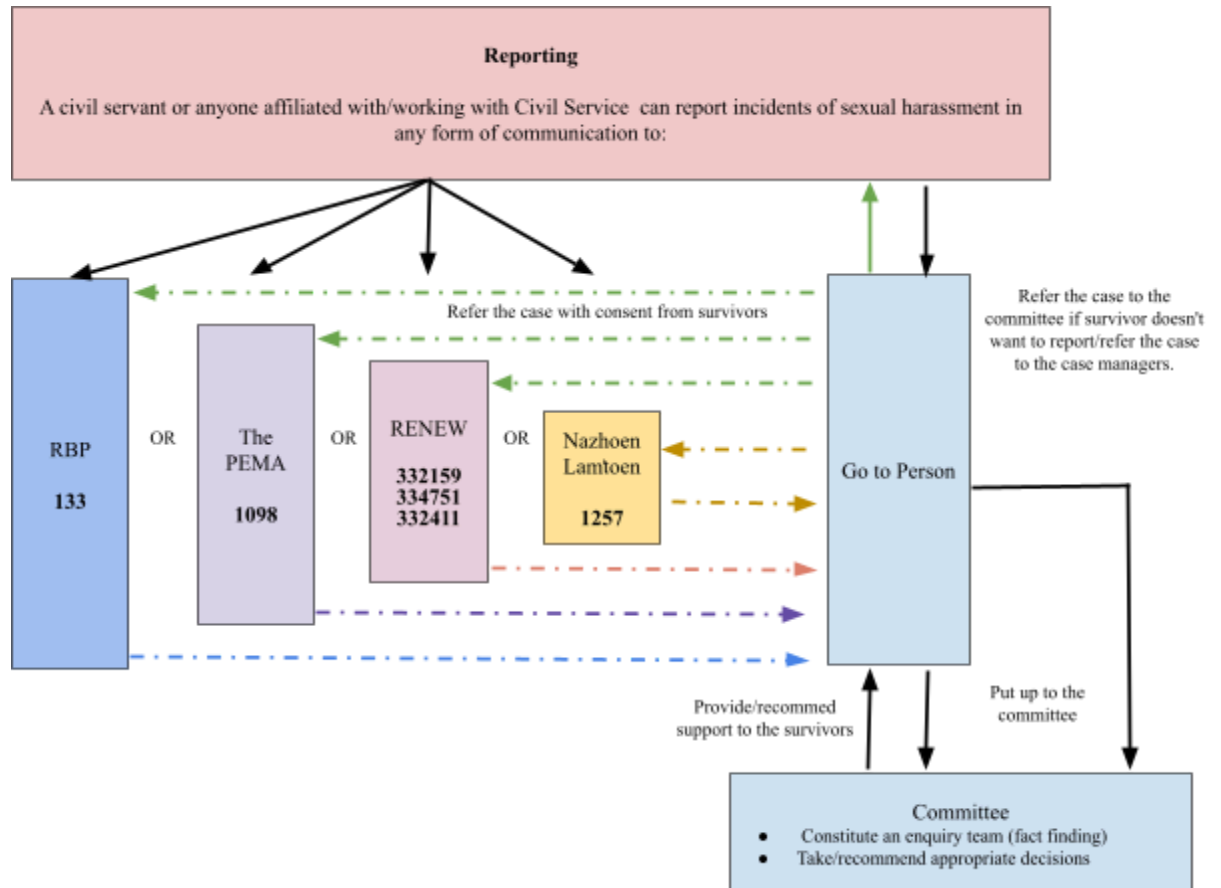 Reporting
A civil servant or anyone affiliated with/working with Civil Service can report incidents of sexual harassment in
any form of communication to:
Refer the case with consent from survivors
Refer the case to the
committee if survivor doesn't
want to report/refer the case
to the case managers.
RBP
133
OR
The
PEMA
1098
OR
RENEW
332159
334751
332411
OR
Nazhoen
Lamtoen
1257
Go to Person
Provide/recommed
support to the survivors
Put up to the
committee
Committee
● Constitute an enquiry team (fact finding)
● Take/recommend appropriate decisions